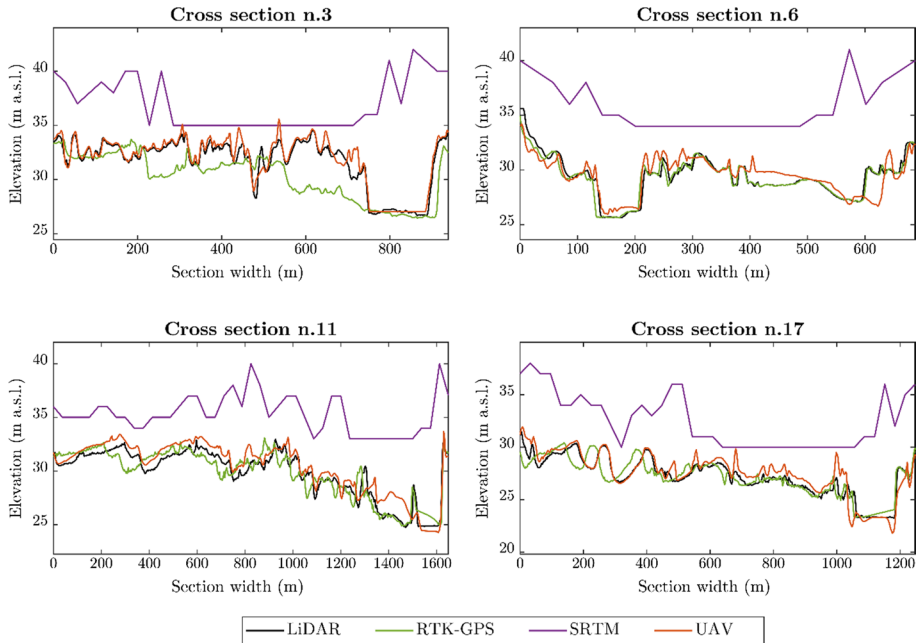 Cross section n.3
Elevation (m a.s.l.)
40
35
30
25
0 200 400 600 800
Section width (m)
Cross section n.6
Elevation (m a.s.l.)
40
35
30
25
0 100 200 300 400 500 600
Section width (m)
Cross section n.11
Elevation (m a.s.l.)
40
35
30
25
0 200 400 600 800 1000 1200 1400 1600
Section width (m)
Cross section n.17
Elevation (m a.s.l.)
35
30
25
20
0 200 400 600 800 1000 1200
Section width (m)
LiDAR RTK-GPS SRTM UAV